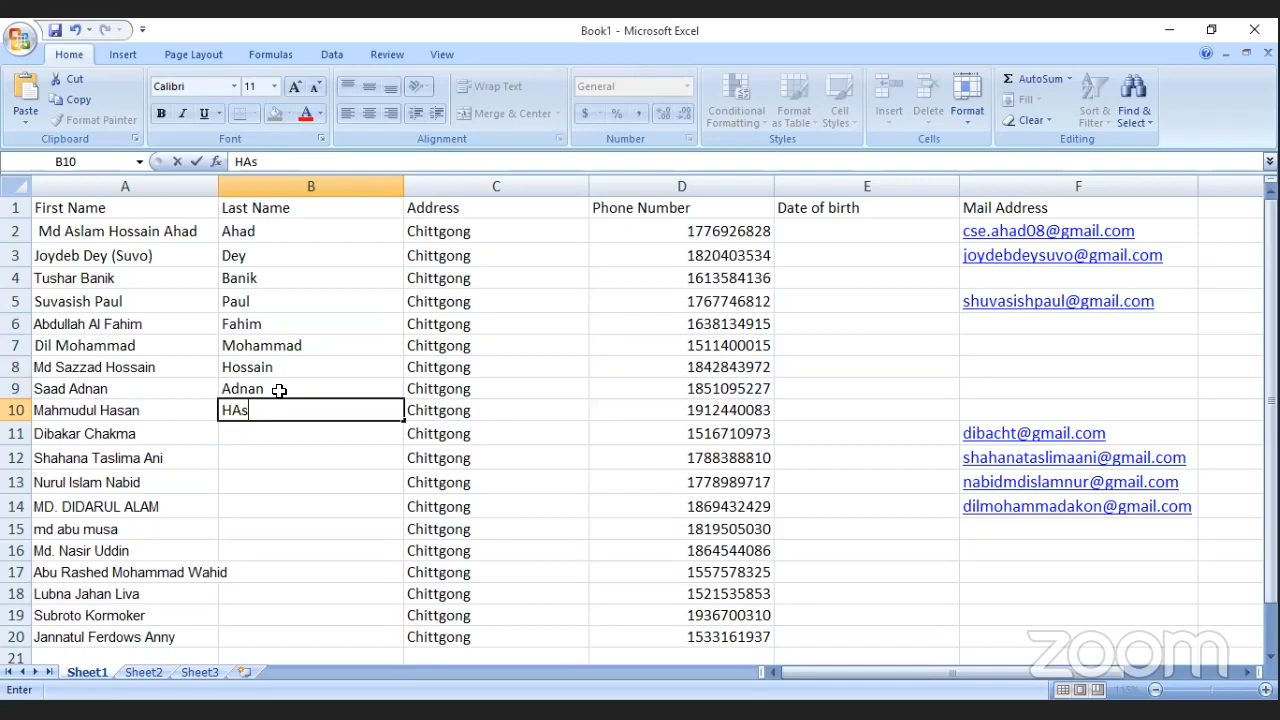 Book1 - Microsoft Excel
Home Insert Page Layout Formulas Data Review View
Paste
Cut
Copy
Format Painter
Clipboard
Calibri 11
B I U
Font
Wrap Text
Merge & Center
Alignment
General
$ % ,
Number
Conditional Formatting
Format as Table
Cell Styles
Styles
Insert Delete Format
Cells
Σ AutoSum
Fill
Clear
Sort & Filter
Find & Select
Editing
B10 fx HAs
A B C D E F
1 First Name Last Name Address Phone Number Date of birth Mail Address
2 Md Aslam Hossain Ahad Ahad Chittgong 1776926828 cse.ahad08@gmail.com
3 Joydeb Dey (Suvo) Dey Chittgong 1820403534 joydebdeysuvo@gmail.com
4 Tushar Banik Banik Chittgong 1613584136
5 Suvasish Paul Paul Chittgong 1767746812 shuvasishpaul@gmail.com
6 Abdullah Al Fahim Fahim Chittgong 1638134915
7 Dil Mohammad Mohammad Chittgong 1511400015
8 Md Sazzad Hossain Hossain Chittgong 1842843972
9 Saad Adnan Adnan Chittgong 1851095227
10 Mahmudul Hasan HAs Chittgong 1912440083
11 Dibakar Chakma Chittgong 1516710973 dibacht@gmail.com
12 Shahana Taslima Ani Chittgong 1788388810 shahanataslimaani@gmail.com
13 Nurul Islam Nabid Chittgong 1778989717 nabidmdislamnur@gmail.com
14 MD. DIDARUL ALAM Chittgong 1869432429 dilmohammadakon@gmail.com
15 md abu musa Chittgong 1819505030
16 Md. Nasir Uddin Chittgong 1864544086
17 Abu Rashed Mohammad Wahid Chittgong 1557578325
18 Lubna Jahan Liva Chittgong 1521535853
19 Subroto Kormoker Chittgong 1936700310
20 Jannatul Ferdows Anny Chittgong 1533161937
21
zoom
Sheet1 Sheet2 Sheet3
Enter